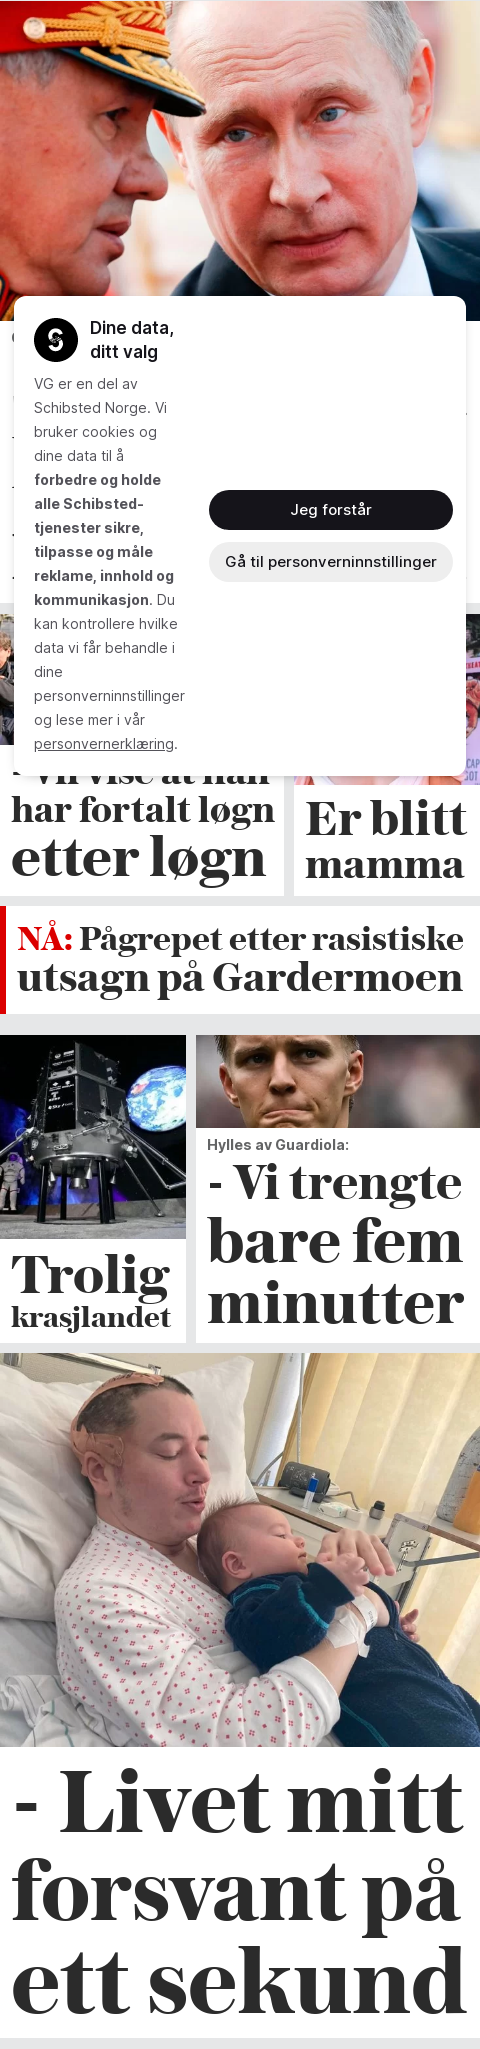 Dine data,
ditt valg
VG er en del av
Schibsted Norge. Vi
bruker cookies og
dine data til å
forbedre og holde
alle Schibsted-
tjenester sikre,
tilpasse og måle
reklame, innhold og
kommunikasjon. Du
kan kontrollere hvilke
data vi får behandle i
dine
personverninnstillinger
og lese mer i vår
personvernerklæring.
Jeg forstår
Gå til personverninnstillinger
har fortalt løgn
etter løgn
Er blitt
mamma
NÅ: Pågrepet etter rasistiske
utsagn på Gardermoen
Trolig
krasjlandet
Hylles av Guardiola:
- Vi trengte
bare fem
minutter
- Livet mitt
forsvant på
ett sekund